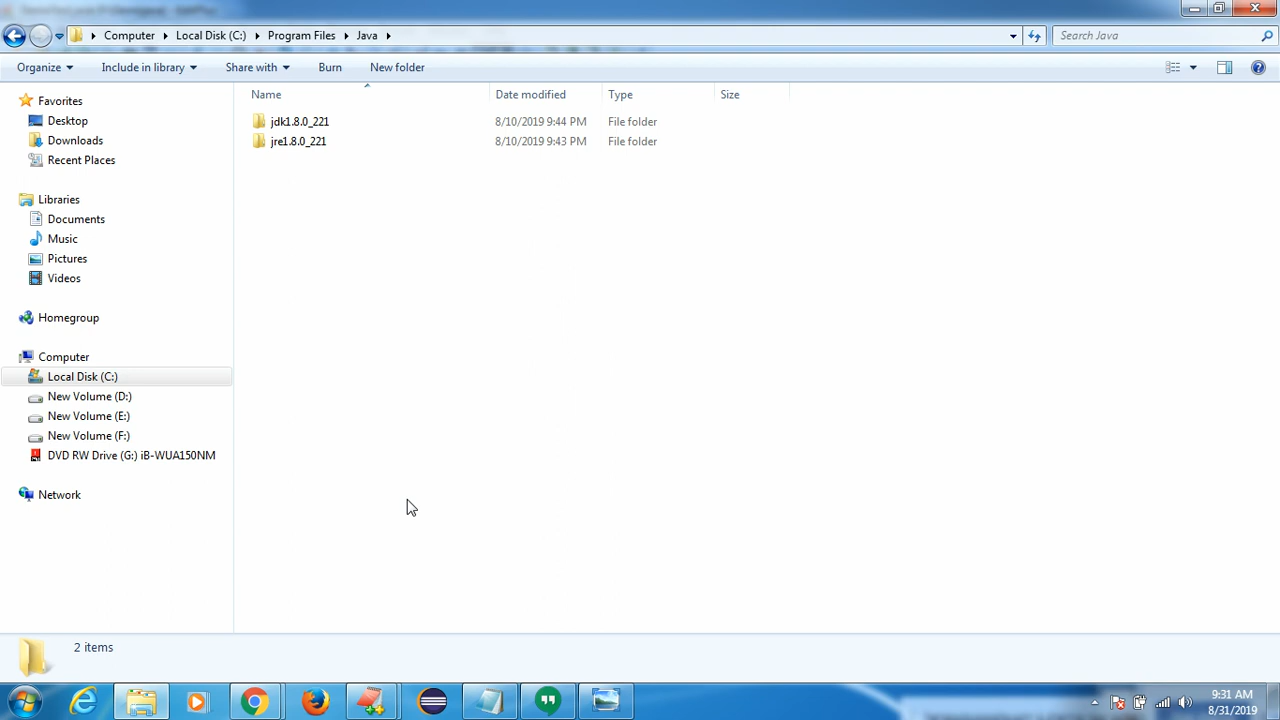 Computer Local Disk (C:) Program Files Java
Search Java
Organize Include in library Share with Burn New folder
Favorites
Desktop
Downloads
Recent Places
Libraries
Documents
Music
Pictures
Videos
Homegroup
Computer
Local Disk (C:)
New Volume (D:)
New Volume (E:)
New Volume (F:)
DVD RW Drive (G:) iB-WUA150NM
Network
Name Date modified Type Size
jdk1.8.0_221 8/10/2019 9:44 PM File folder
jre1.8.0_221 8/10/2019 9:43 PM File folder
2 items
9:31 AM
8/31/2019